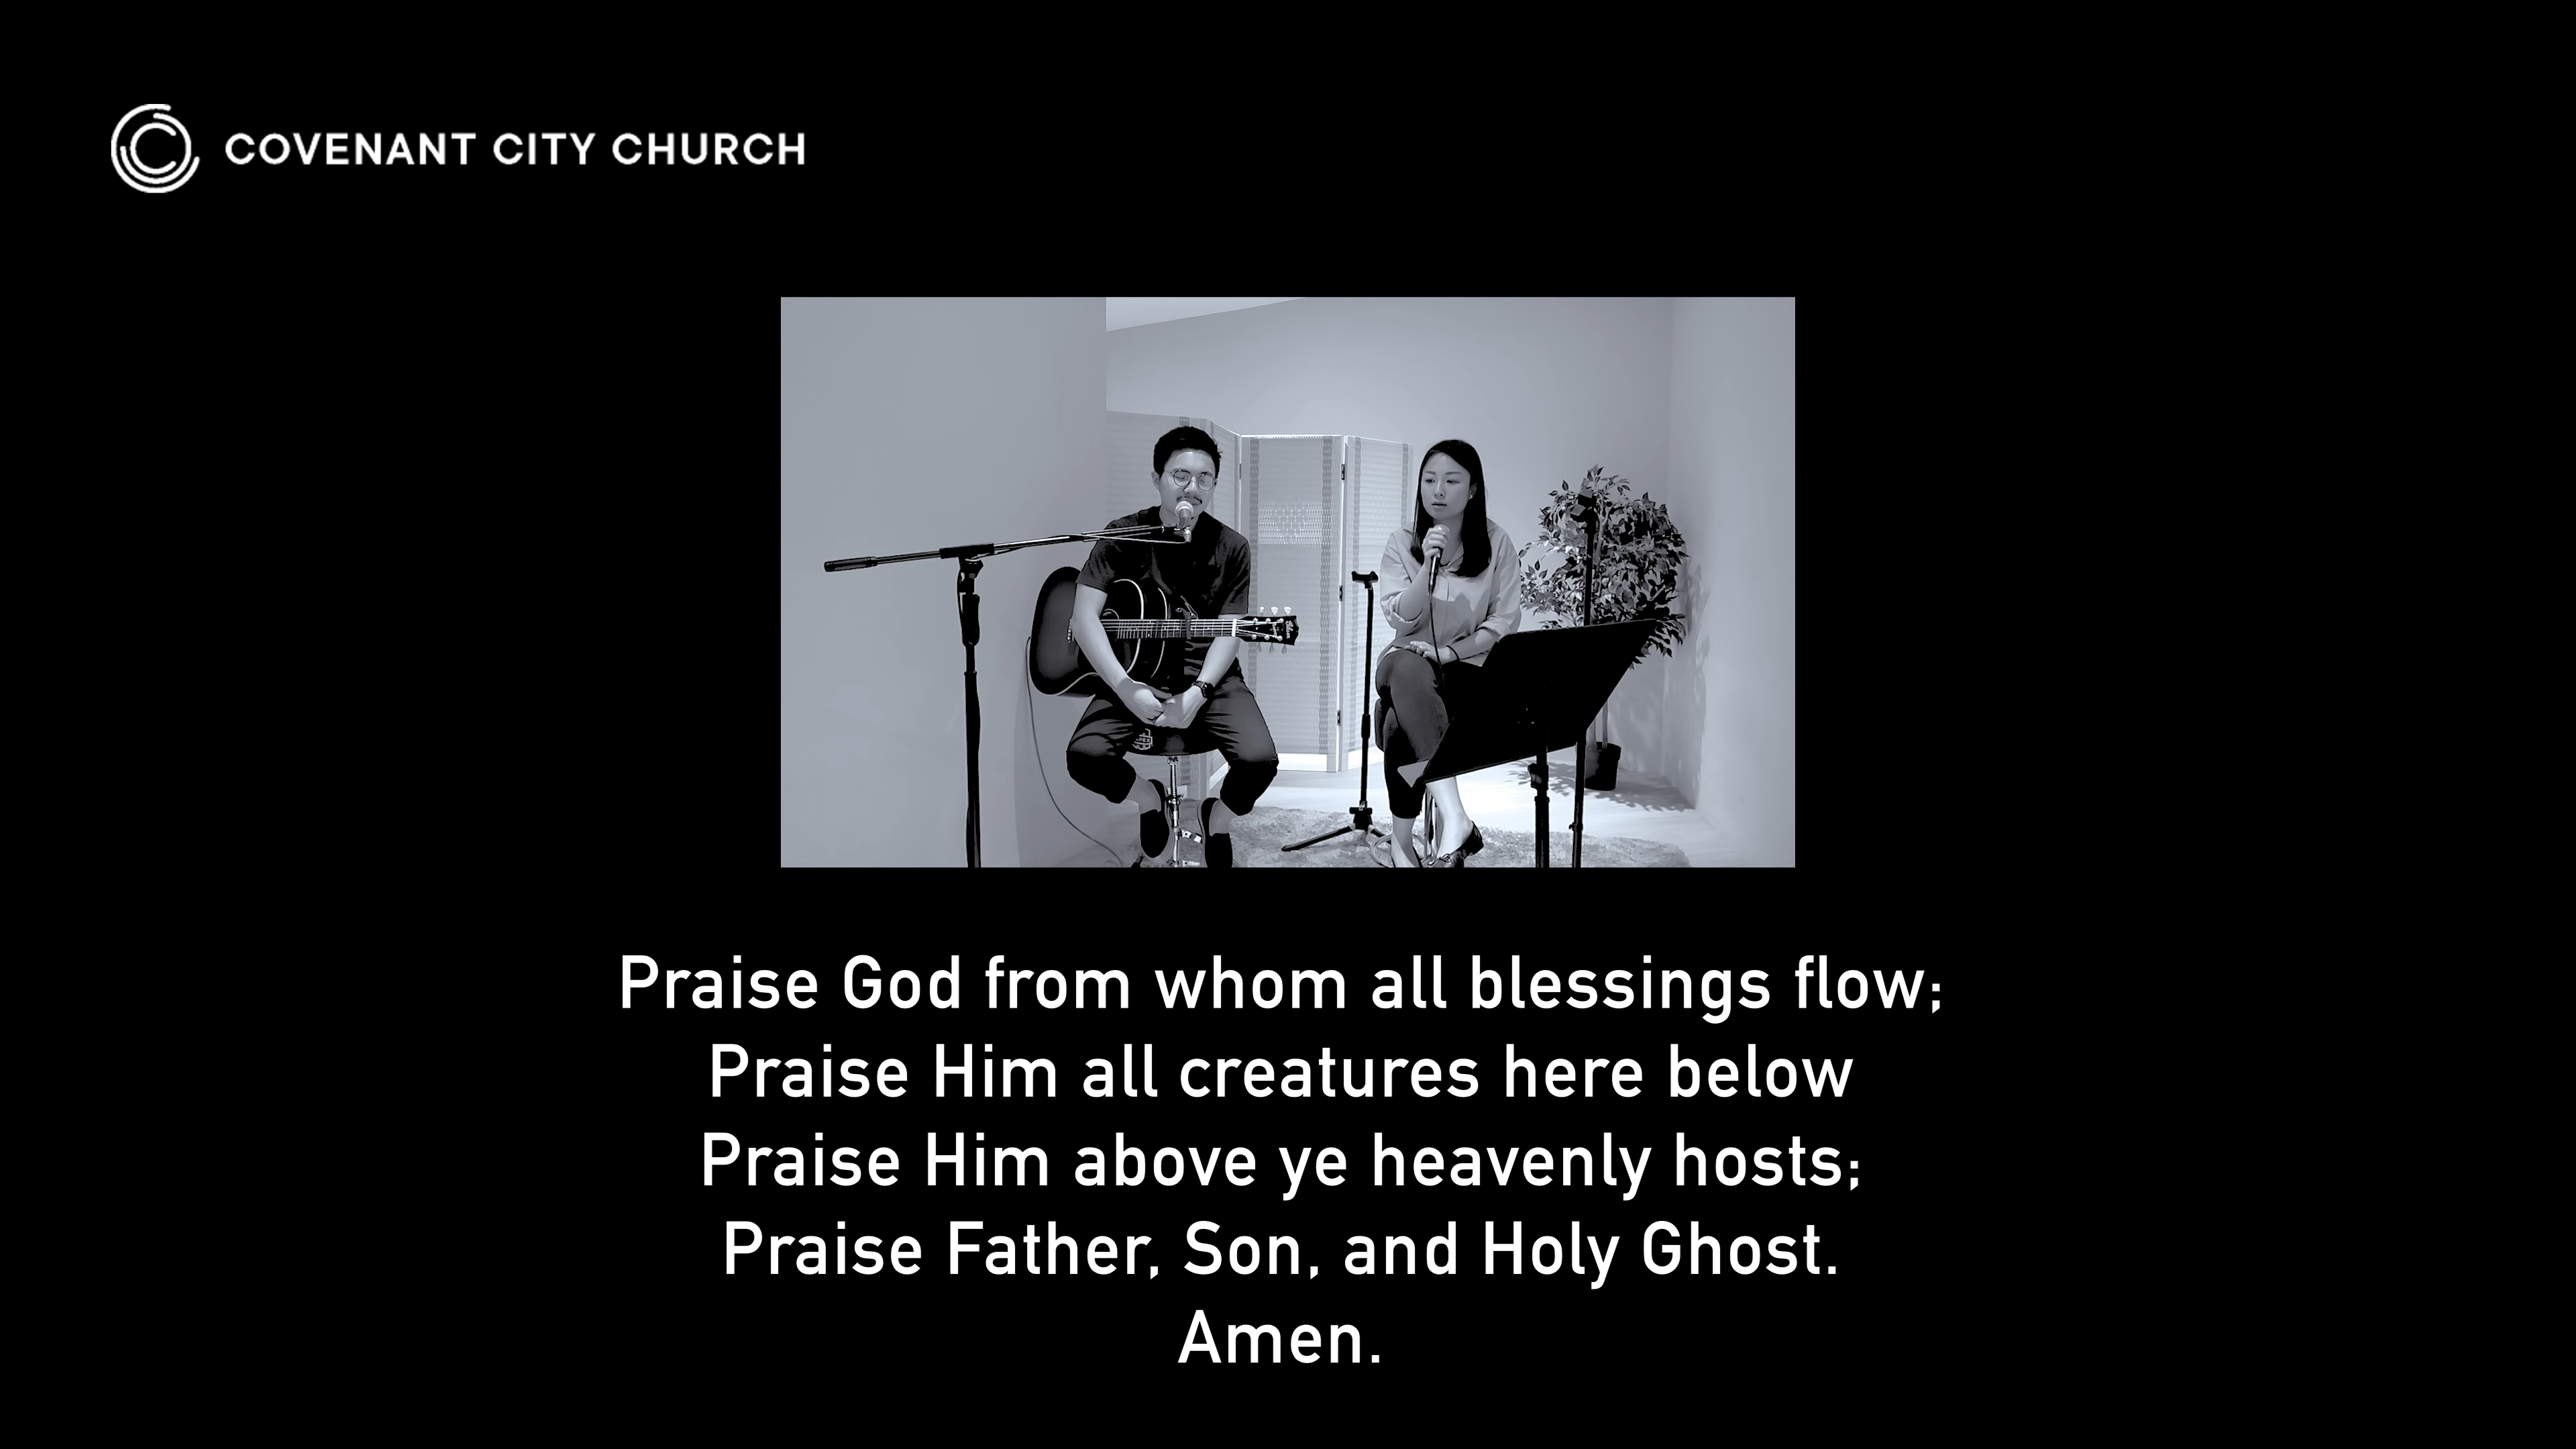 COVENANT CITY CHURCH
Praise God from whom all blessings flow;
Praise Him all creatures here below
Praise Him above ye heavenly hosts;
Praise Father, Son, and Holy Ghost.
Amen.